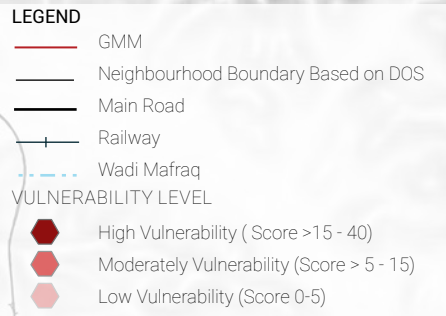 LEGEND
GMM
Neighbourhood Boundary Based on DOS
Main Road
Railway
Wadi Mafraq
VULNERABILITY LEVEL
High Vulnerability ( Score >15 - 40)
Moderately Vulnerability (Score > 5 - 15)
Low Vulnerability (Score 0-5)